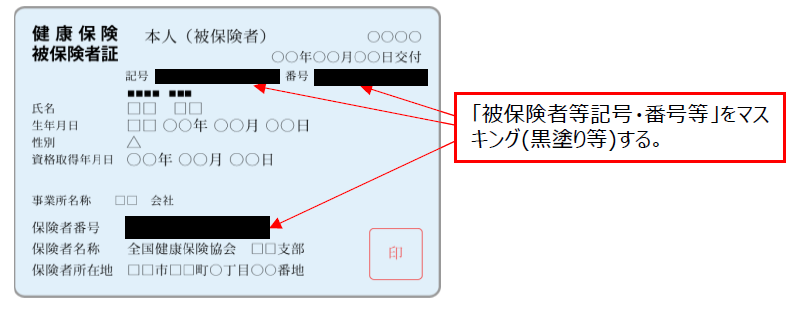 健康保険 本人（被保険者） ○○○○
被保険者証 ○○年○○月○○日交付
記号 番号
■■■■ ■■■
氏名 □□ □□
生年月日 □□ ○○年 ○○月 ○○日
性別 △
資格取得年月日 ○○年 ○○月 ○○日
事業所名称 □□ 会社
保険者番号
保険者名称 全国健康保険協会 □□支部
保険者所在地 □□市□□町○丁目○○番地
印
「被保険者等記号・番号等」をマス
キング(黒塗り等)する。